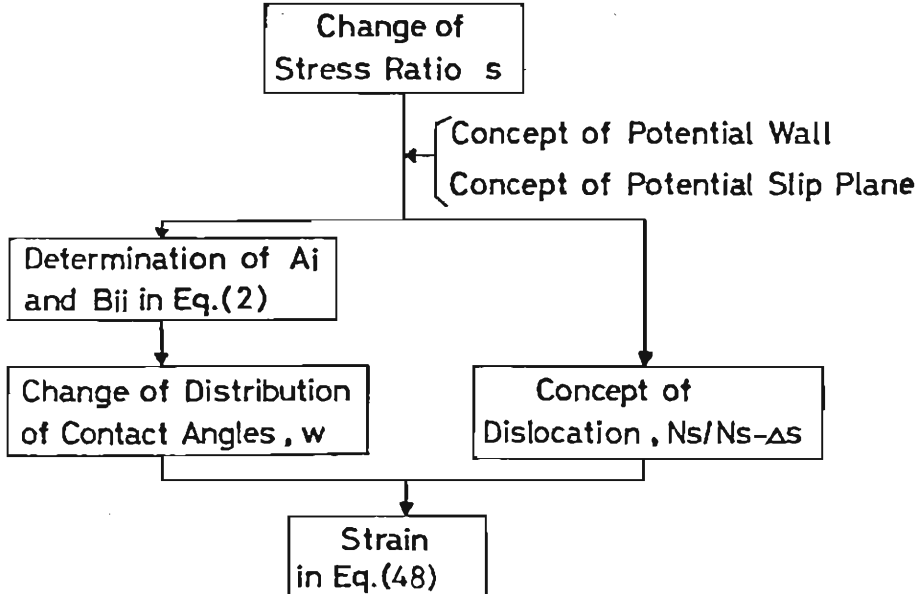 Change of
Stress Ratio s
Concept of Potential Wall
Concept of Potential Slip Plane
Determination of Ai
and Bii in Eq.(2)
Change of Distribution
of Contact Angles, w
Concept of
Dislocation, Ns/Ns-Δs
Strain
in Eq.(48)